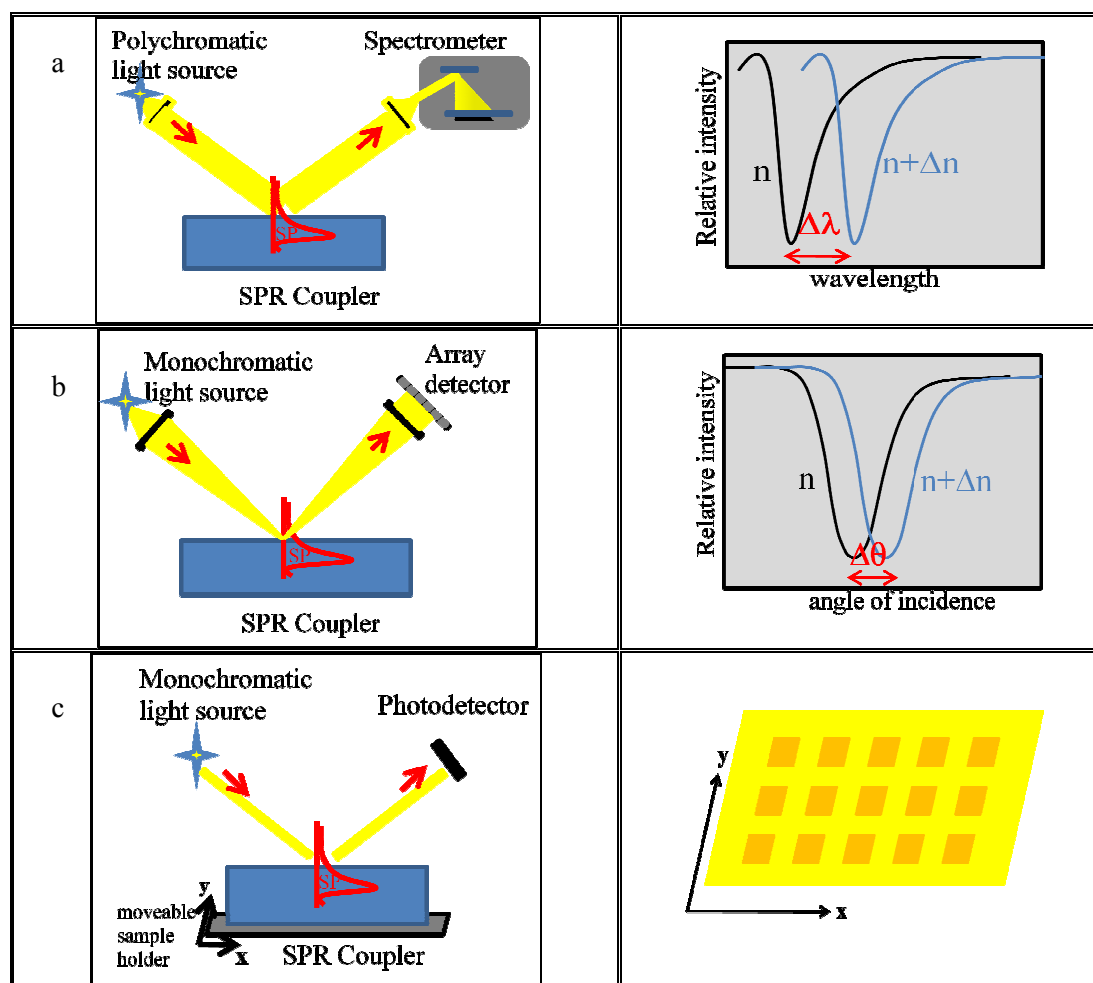 a
Polychromatic
light source
Spectrometer
SP
SPR Coupler
Relative intensity
n
n+Δn
Δλ
wavelength
b
Monochromatic
light source
Array
detector
SP
SPR Coupler
Relative intensity
n
n+Δn
Δθ
angle of incidence
c
Monochromatic
light source
Photodetector
SP
y
moveable
sample
holder
x
SPR Coupler
y
x